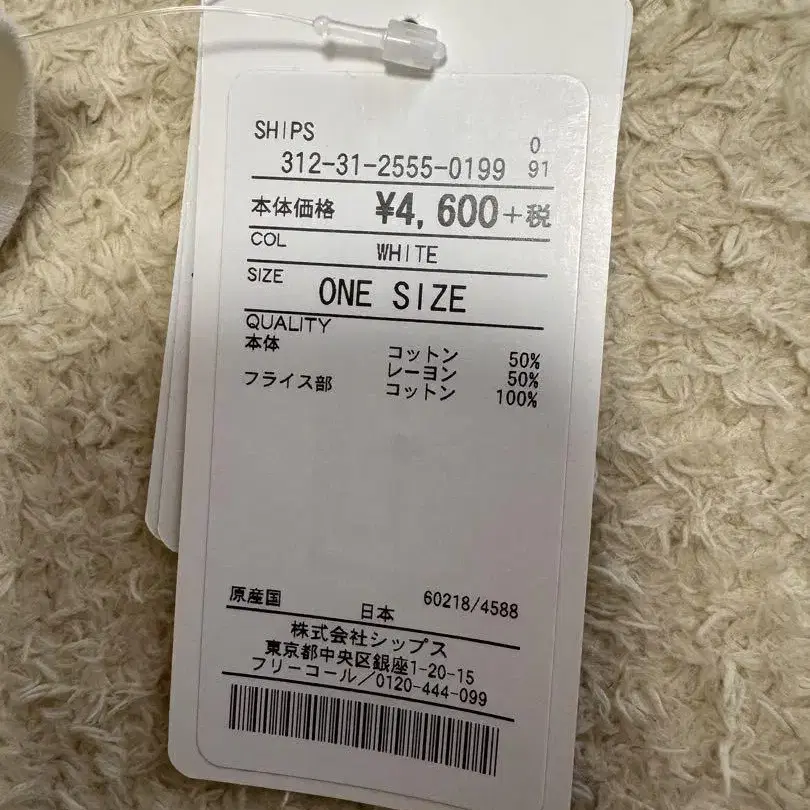 SHIPS
312-31-2555-0199 0 91
本体価格 ¥4,600+税
COL WHITE
SIZE ONE SIZE
QUALITY
本体 コットン 50%
レーヨン 50%
フライス部 コットン 100%
原産国 日本 60218/4588
株式会社シップス
東京都中央区銀座1-20-15
フリーコール/0120-444-099